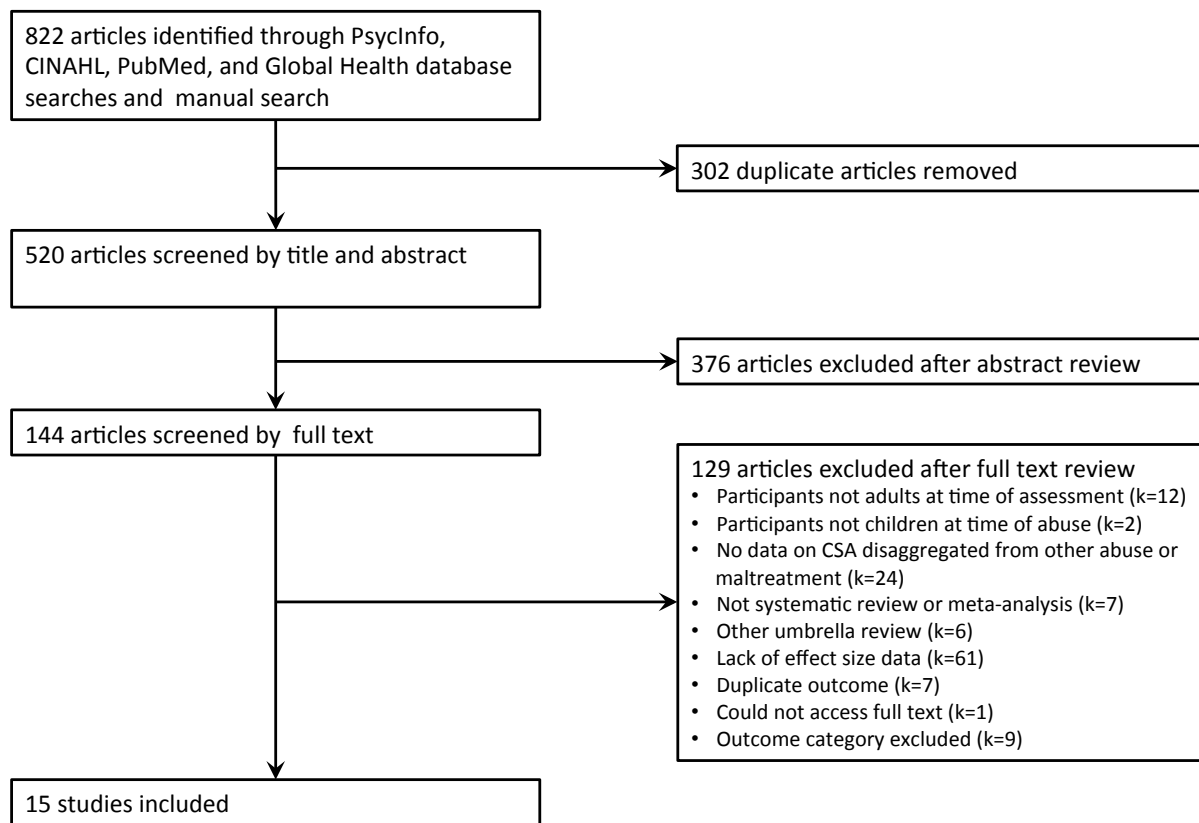 822 articles identified through PsycInfo,
CINAHL, PubMed, and Global Health database
searches and manual search
302 duplicate articles removed
520 articles screened by title and abstract
376 articles excluded after abstract review
144 articles screened by full text
129 articles excluded after full text review
• Participants not adults at time of assessment (k=12)
• Participants not children at time of abuse (k=2)
• No data on CSA disaggregated from other abuse or
maltreatment (k=24)
• Not systematic review or meta-analysis (k=7)
• Other umbrella review (k=6)
• Lack of effect size data (k=61)
• Duplicate outcome (k=7)
• Could not access full text (k=1)
• Outcome category excluded (k=9)
15 studies included